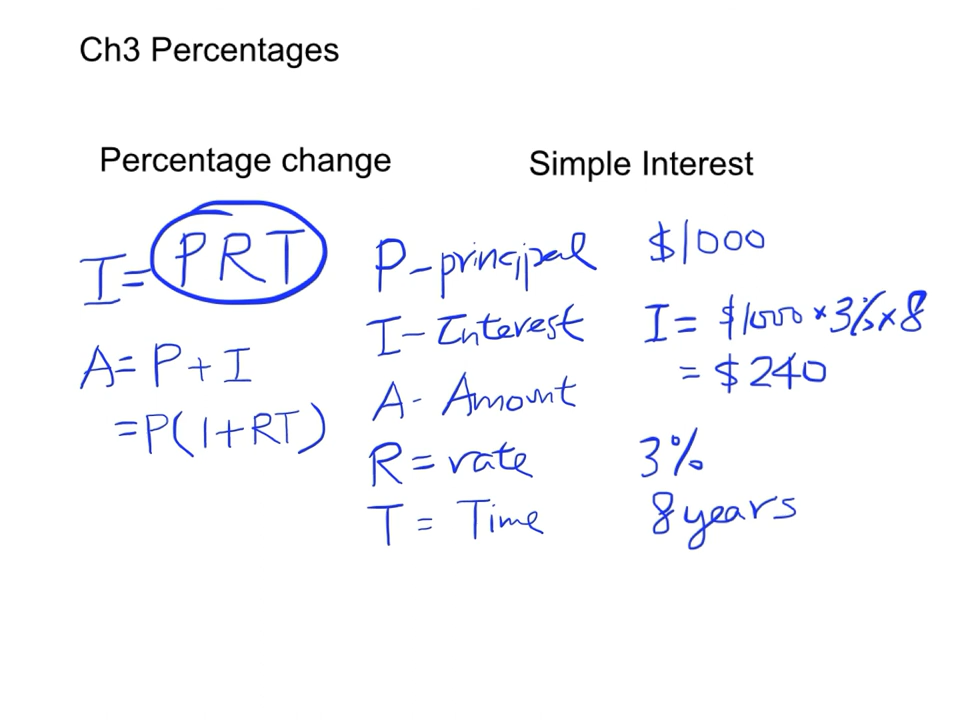 Ch3 Percentages
Percentage change
Simple Interest
I = PRT
A = P + I
= P(1+RT)
P - principal $1000
I - Interest I = $1000 × 3% × 8
= $240
A - Amount
R = rate 3%
T = Time 8 years